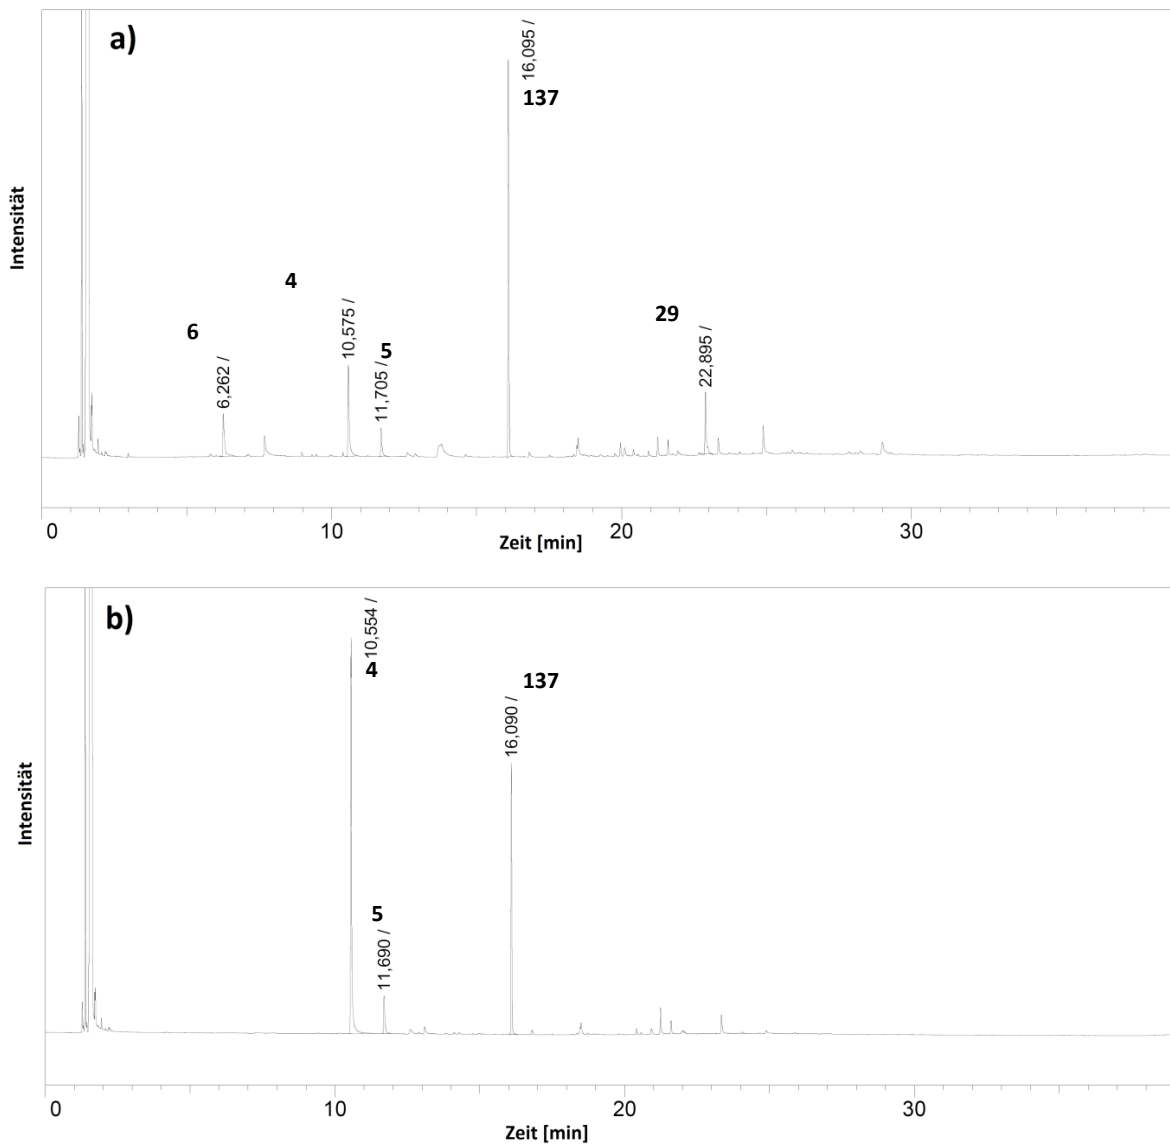 a)
16,095 /
137
4
10,575 /
6
6,262 /
5
11,705 /
29
22,895 /
Intensität
0 10 20 30
Zeit [min]
b)
10,554 /
4
137
16,090 /
5
11,690 /
Intensität
0 10 20 30
Zeit [min]